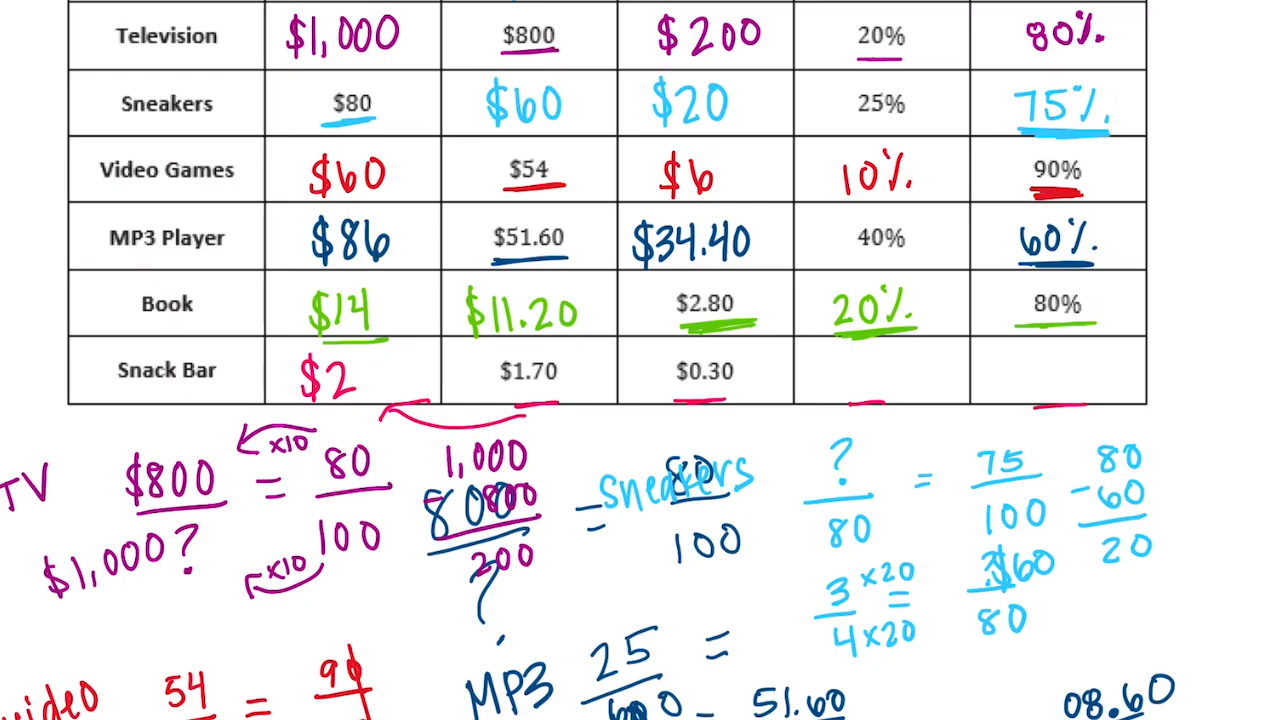 Television $1,000 $800 $200 20% 80%
Sneakers $80 $60 $20 25% 75%
Video Games $60 $54 $6 10% 90%
MP3 Player $86 $51.60 $34.40 40% 60%
Book $14 $11.20 $2.80 20% 80%
Snack Bar $2 $1.70 $0.30
TV $800 = 80 x10
$1,000? 100 x10
1,000
- 800
200
800 = 80
? 100
Sneakers ? = 75
80 100
80
- 60
20
3 x20 = $60
4 x20 80
video 54 = 90
MP3 25 =
51.60
08.60